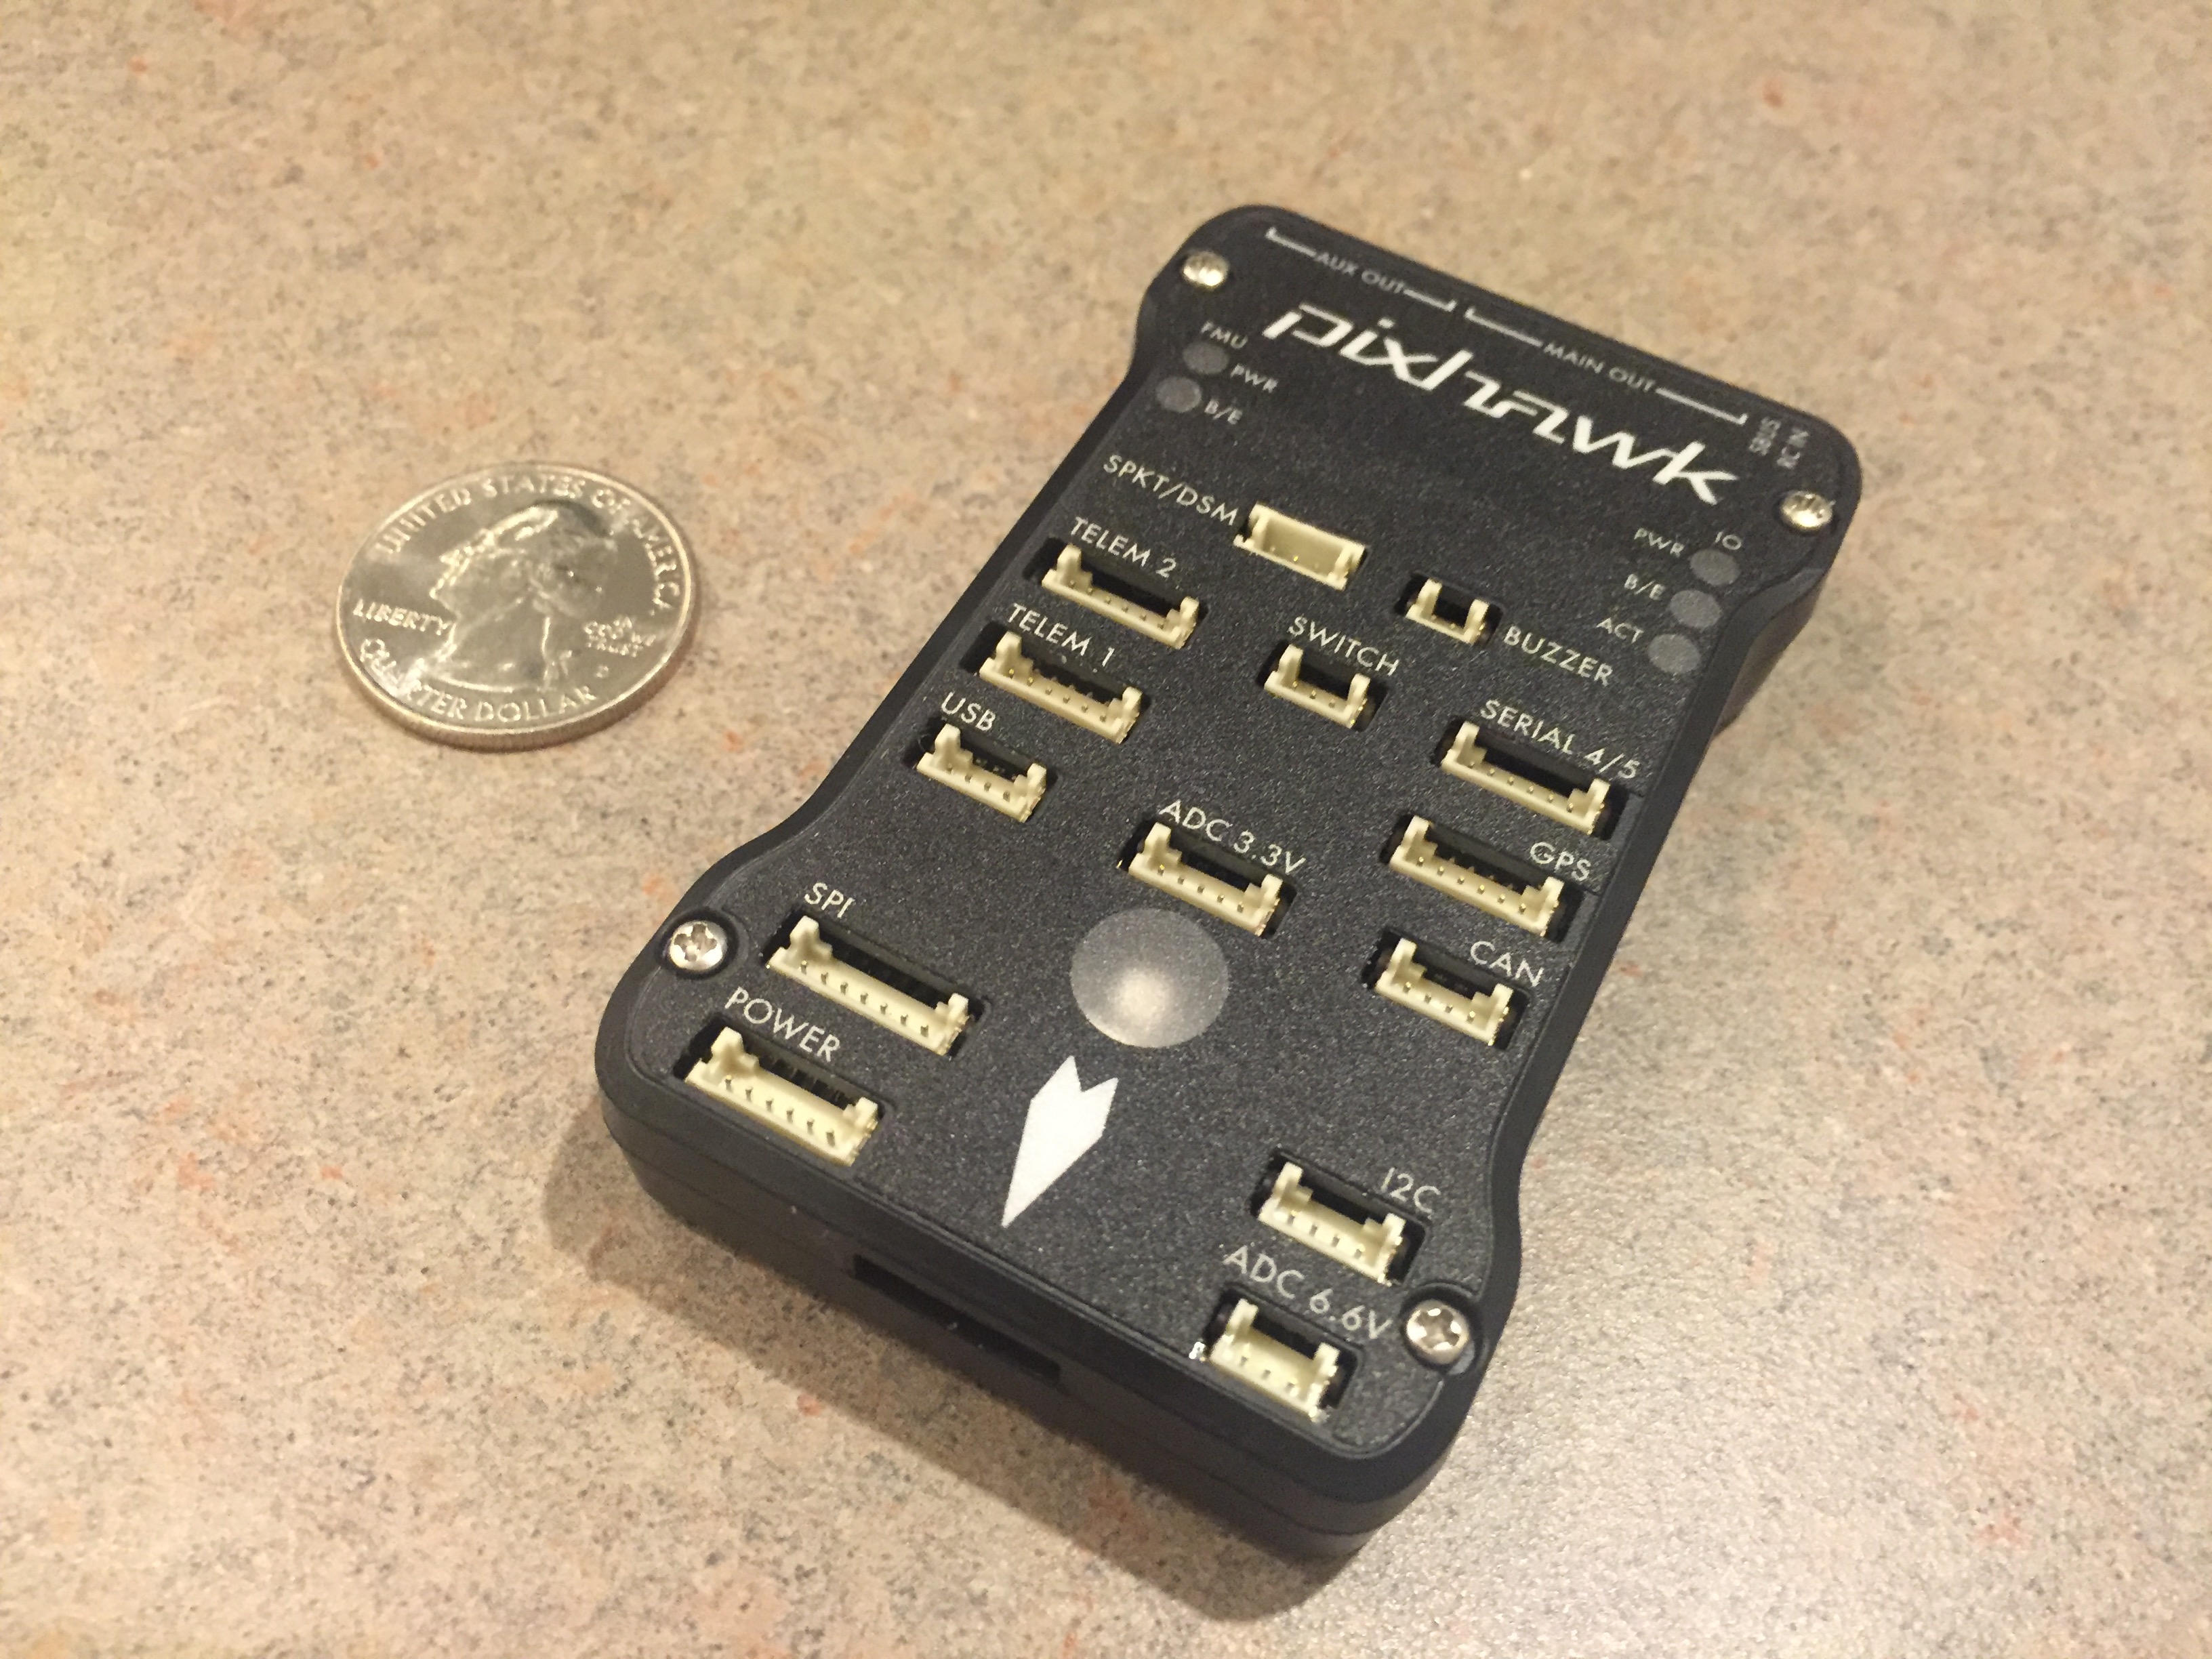 AUX OUT
MAIN OUT
SBUS
RC IN
pixhawk
FMU
PWR
B/E
IO
PWR
B/E
ACT
SPKT/DSM
TELEM 2
TELEM 1
USB
BUZZER
SWITCH
SERIAL 4/5
ADC 3.3V
GPS
CAN
SPI
POWER
I2C
ADC 6.6V
UNITED STATES OF AMERICA
LIBERTY
IN
GOD WE
TRUST
QUARTER DOLLAR